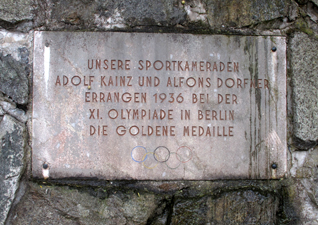 UNSERE SPORTKAMERADEN
ADOLF KAINZ UND ALFONS DORFNER
ERRANGEN 1936 BEI DER
XI. OLYMPIADE IN BERLIN
DIE GOLDENE MEDAILLE